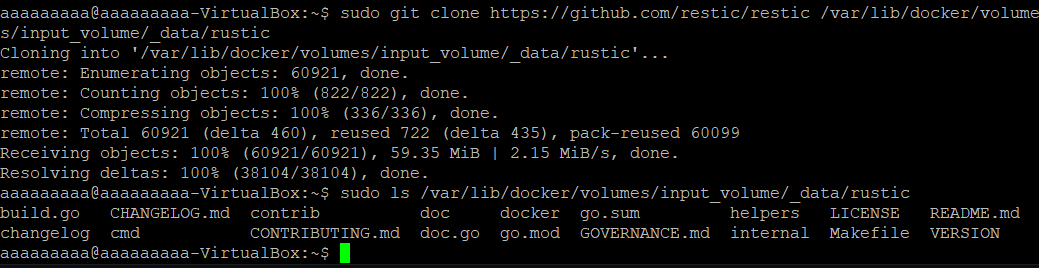 aaaaaaaaa@aaaaaaaaa-VirtualBox:~$ sudo git clone https://github.com/restic/restic /var/lib/docker/volume
s/input_volume/_data/rustic
Cloning into '/var/lib/docker/volumes/input_volume/_data/rustic'...
remote: Enumerating objects: 60921, done.
remote: Counting objects: 100% (822/822), done.
remote: Compressing objects: 100% (336/336), done.
remote: Total 60921 (delta 460), reused 722 (delta 435), pack-reused 60099
Receiving objects: 100% (60921/60921), 59.35 MiB | 2.15 MiB/s, done.
Resolving deltas: 100% (38104/38104), done.
aaaaaaaaa@aaaaaaaaa-VirtualBox:~$ sudo ls /var/lib/docker/volumes/input_volume/_data/rustic
build.go   CHANGELOG.md  contrib          doc     docker  go.sum         helpers   LICENSE   README.md
changelog  cmd           CONTRIBUTING.md  doc.go  go.mod  GOVERNANCE.md  internal  Makefile  VERSION
aaaaaaaaa@aaaaaaaaa-VirtualBox:~$